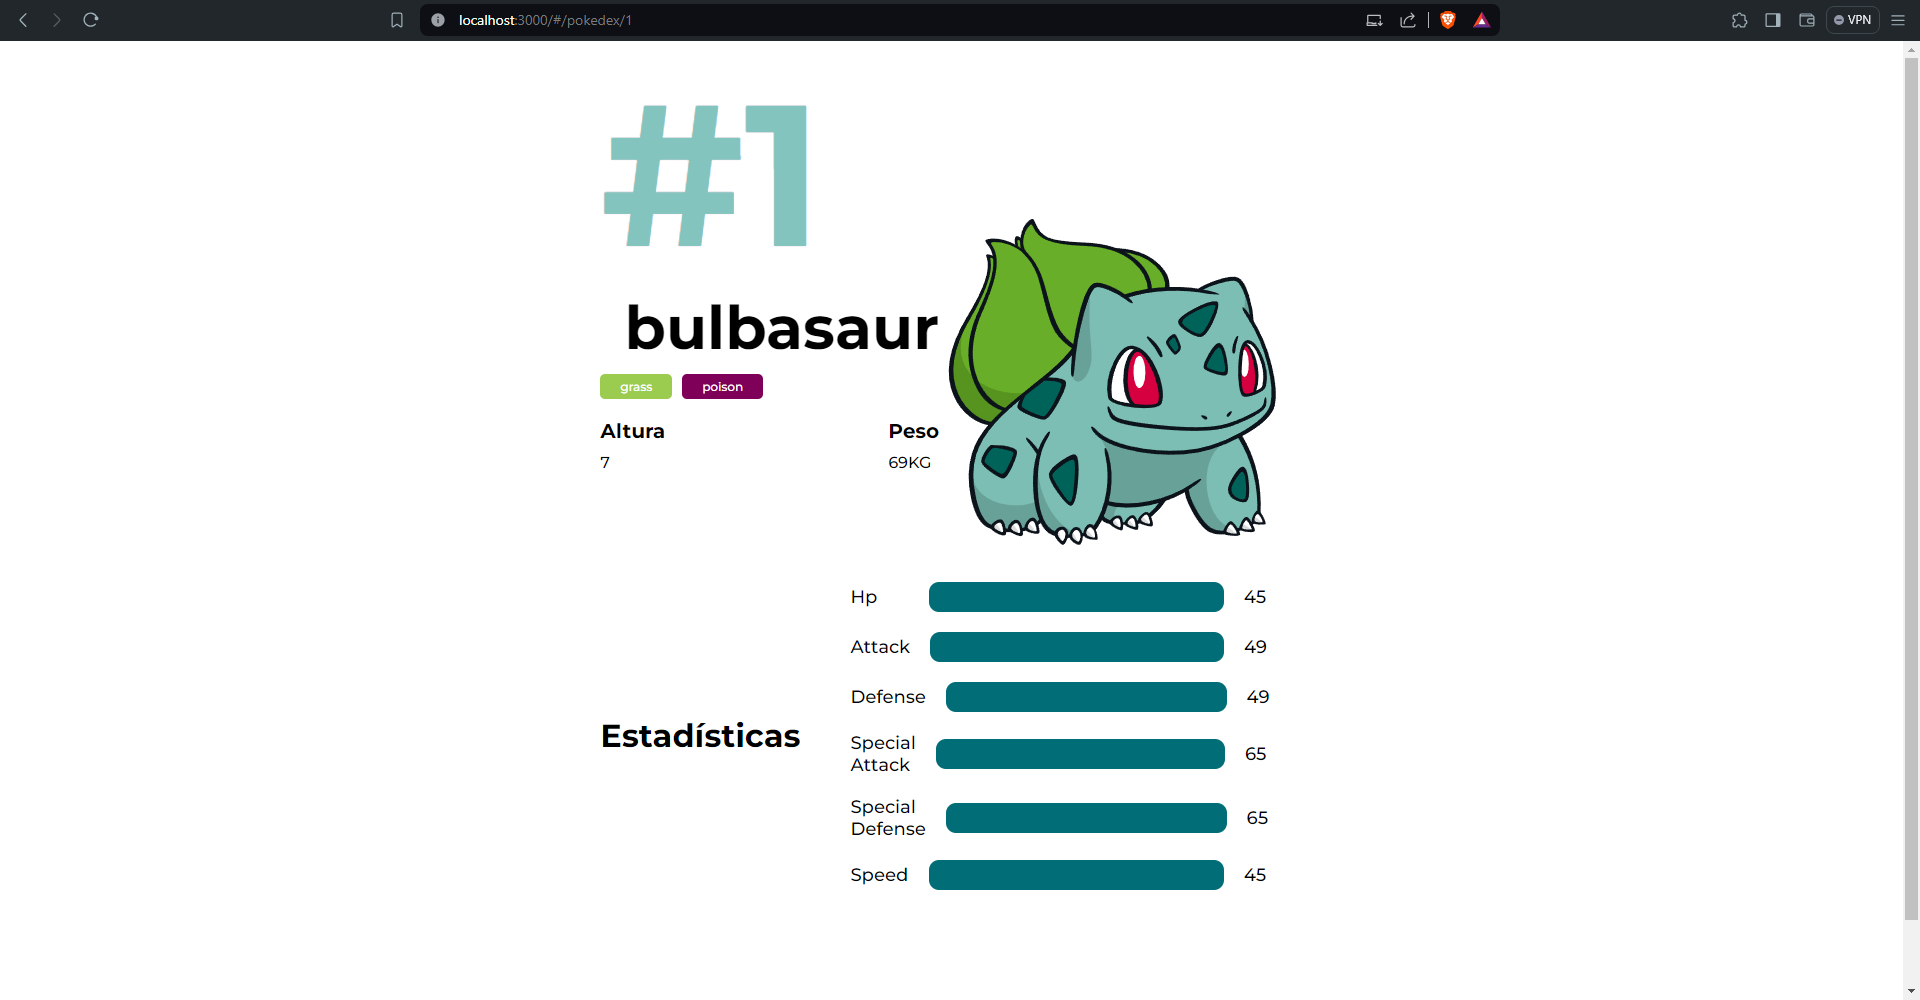 localhost:3000/#/pokedex/1
VPN
#1
bulbasaur
grass poison
Altura Peso
7 69KG
Estadísticas
Hp 45
Attack 49
Defense 49
Special
Attack 65
Special
Defense 65
Speed 45